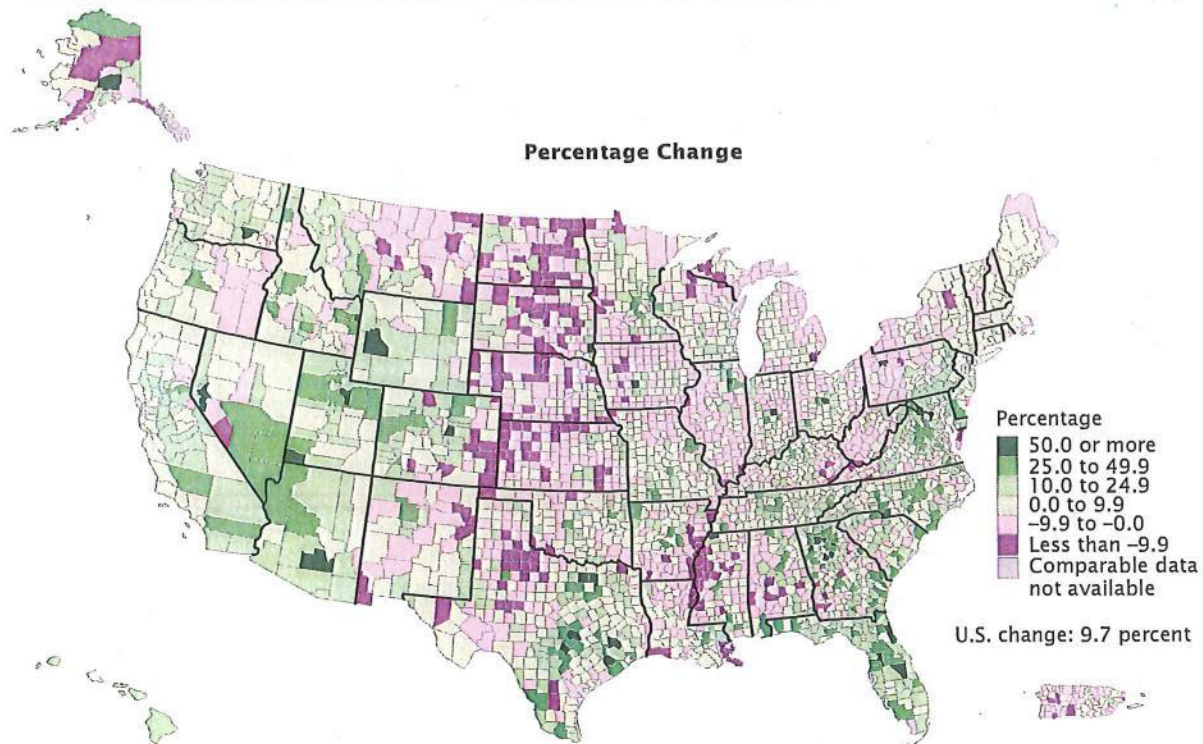 Percentage Change
Percentage
50.0 or more
25.0 to 49.9
10.0 to 24.9
0.0 to 9.9
–9.9 to –0.0
Less than –9.9
Comparable data
not available
U.S. change: 9.7 percent